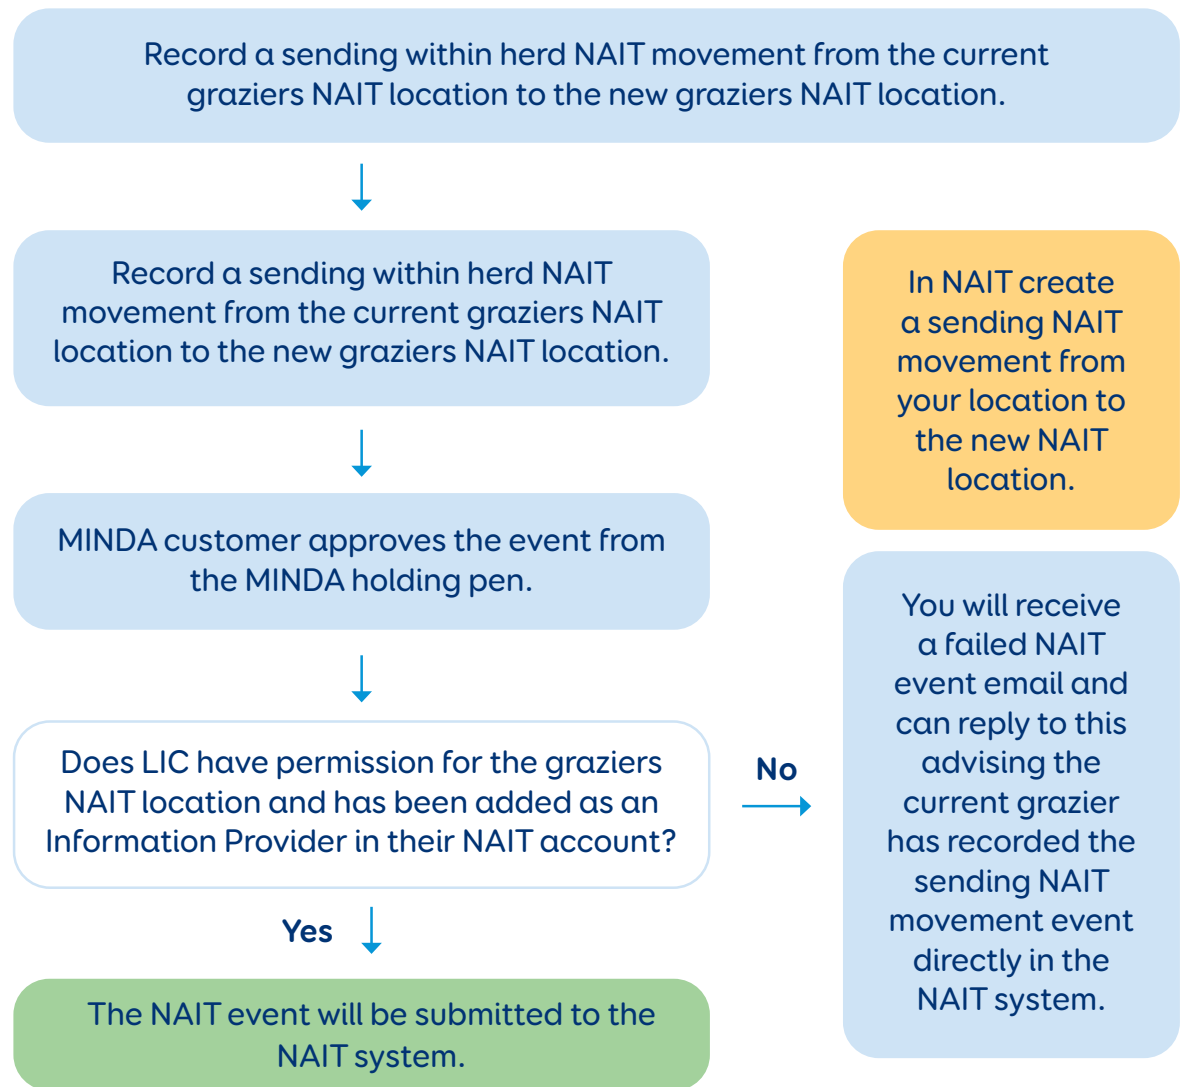 Record a sending within herd NAIT movement from the current
graziers NAIT location to the new graziers NAIT location.
Record a sending within herd NAIT
movement from the current graziers NAIT
location to the new graziers NAIT location.
MINDA customer approves the event from
the MINDA holding pen.
Does LIC have permission for the graziers
NAIT location and has been added as an
Information Provider in their NAIT account?
Yes
The NAIT event will be submitted to the
NAIT system.
No
In NAIT create
a sending NAIT
movement from
your location to
the new NAIT
location.
You will receive
a failed NAIT
event email and
can reply to this
advising the
current grazier
has recorded the
sending NAIT
movement event
directly in the
NAIT system.